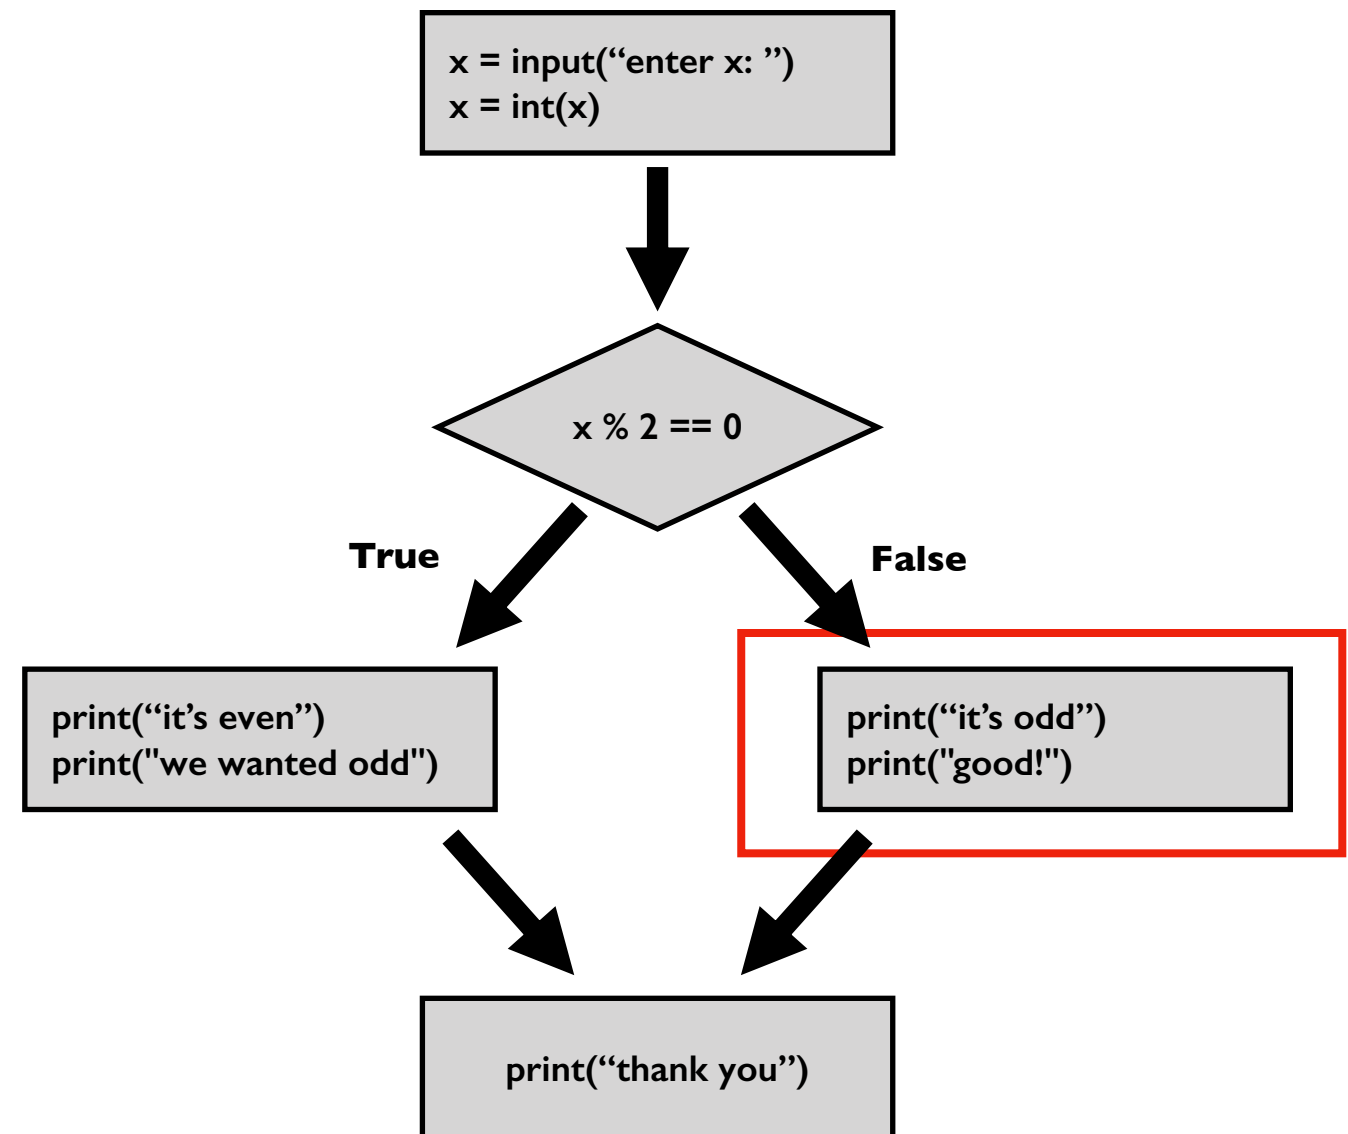 x = input(“enter x: ”)
x = int(x)
x % 2 == 0
True
False
print(“it’s even”)
print("we wanted odd")
print(“it’s odd”)
print("good!")
print(“thank you”)